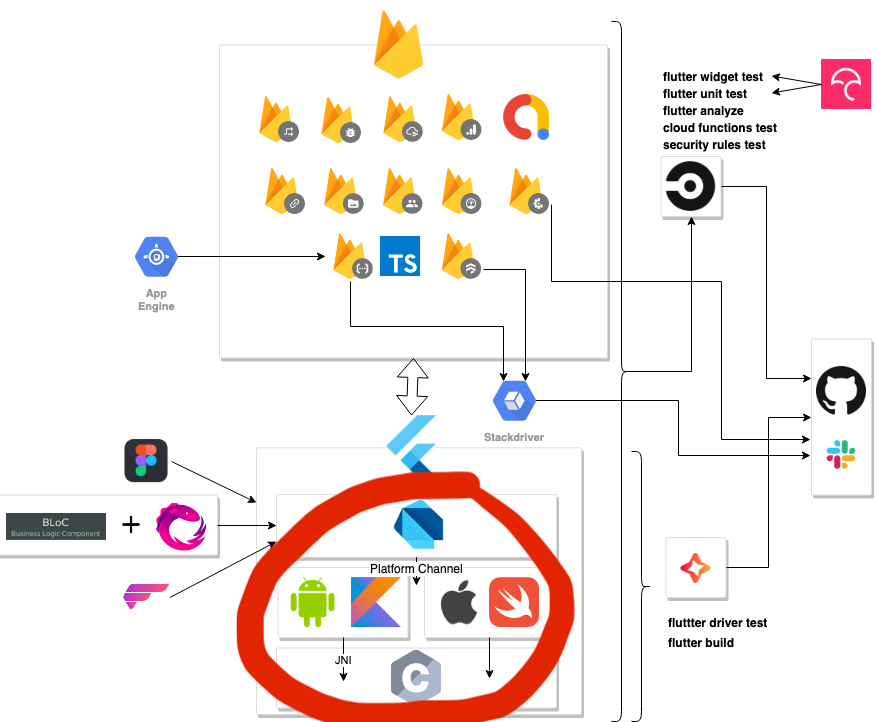 flutter widget test
flutter unit test
flutter analyze
cloud functions test
security rules test
TS
App
Engine
Stackdriver
BLoC
Business Logic Component
+
Platform Channel
JNI
C
fluttter driver test
flutter build